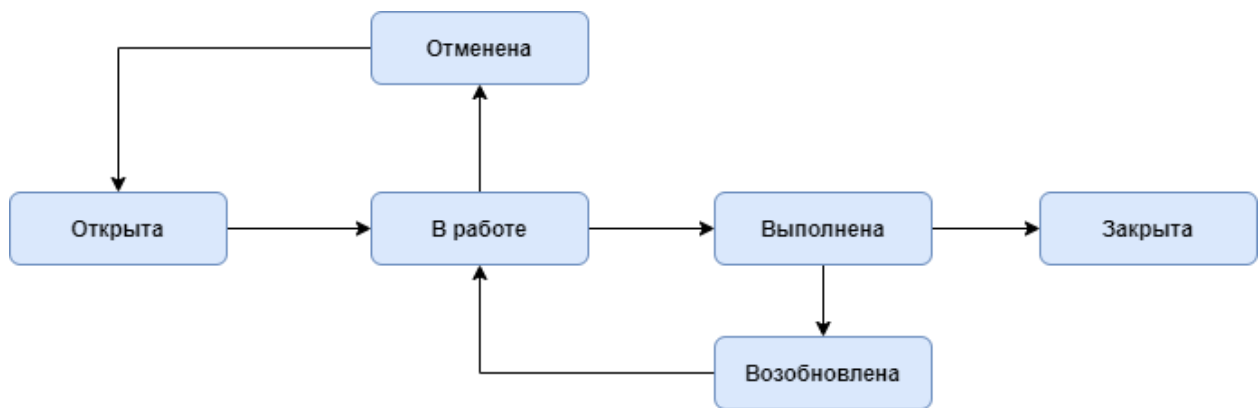 Отменена
Открыта
В работе
Выполнена
Закрыта
Возобновлена